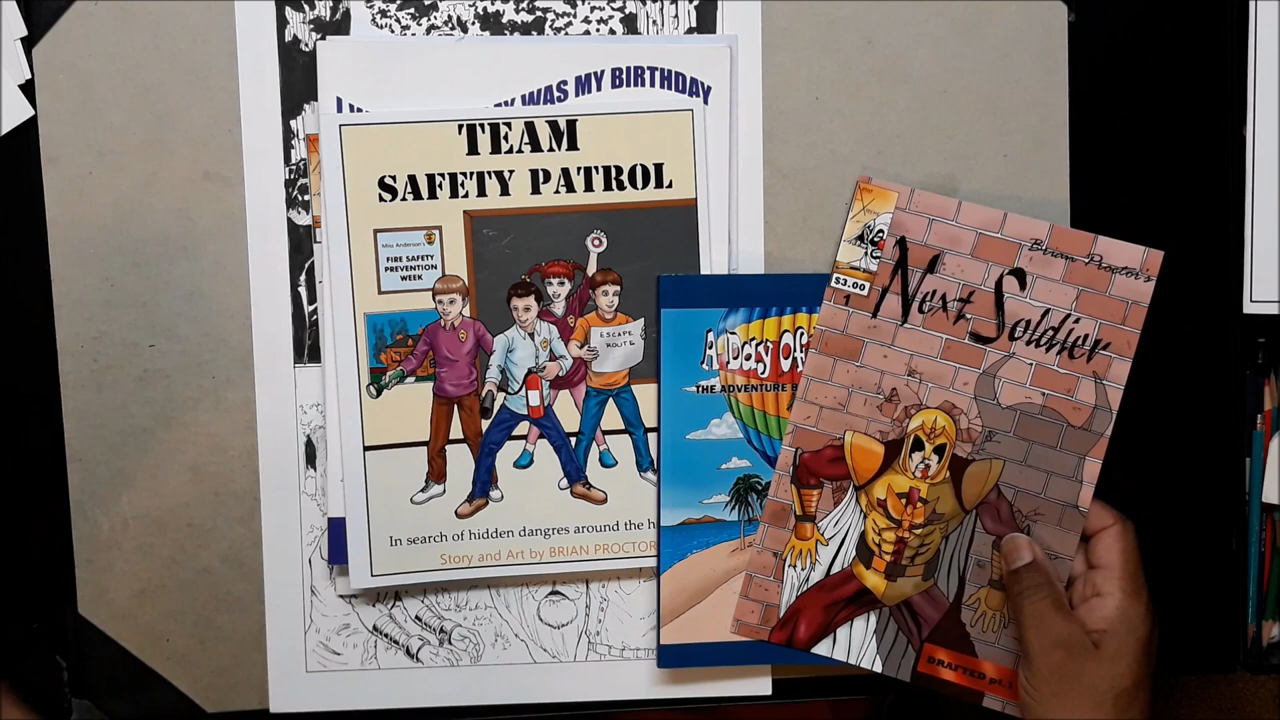 WAS MY BIRTHDAY
TEAM
SAFETY PATROL
Miss Anderson's
FIRE SAFETY
PREVENTION
WEEK
ESCAPE
ROUTE
In search of hidden dangres around the h
Story and Art by BRIAN PROCTOR
A Day Of
THE ADVENTURE B
$3.00
1
Brian Proctor's
Next Soldier
DRAFTED pt.1